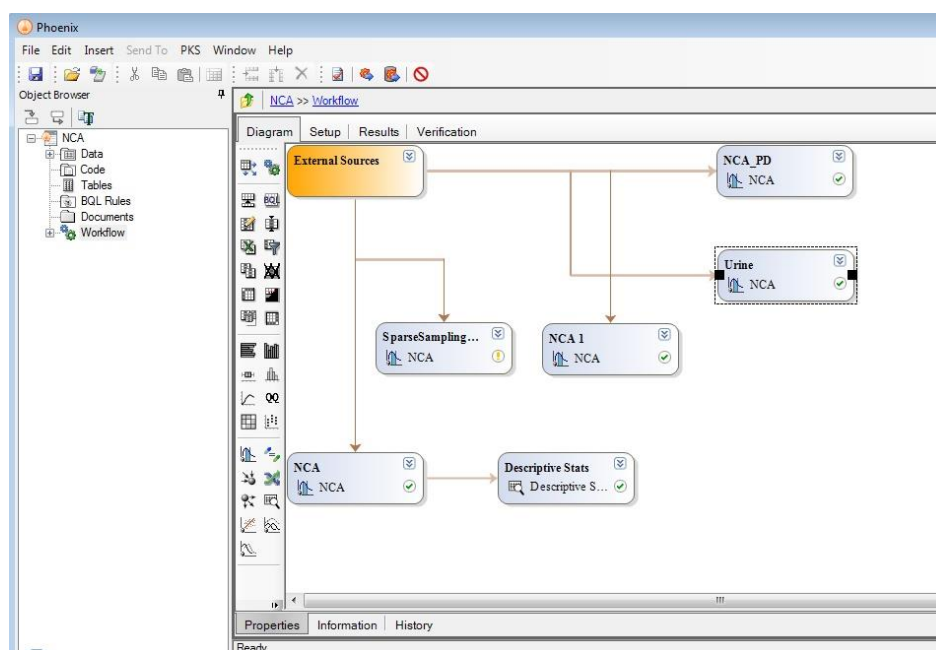 Phoenix
File Edit Insert Send To PKS Window Help
Object Browser
NCA >> Workflow
NCA
Data
Code
Tables
BQL Rules
Documents
Workflow
Diagram Setup Results Verification
BQL
External Sources
NCA_PD
NCA
Urine
NCA
SparseSampling...
NCA
NCA 1
NCA
NCA
NCA
Descriptive Stats
Descriptive S...
Properties Information History
Ready